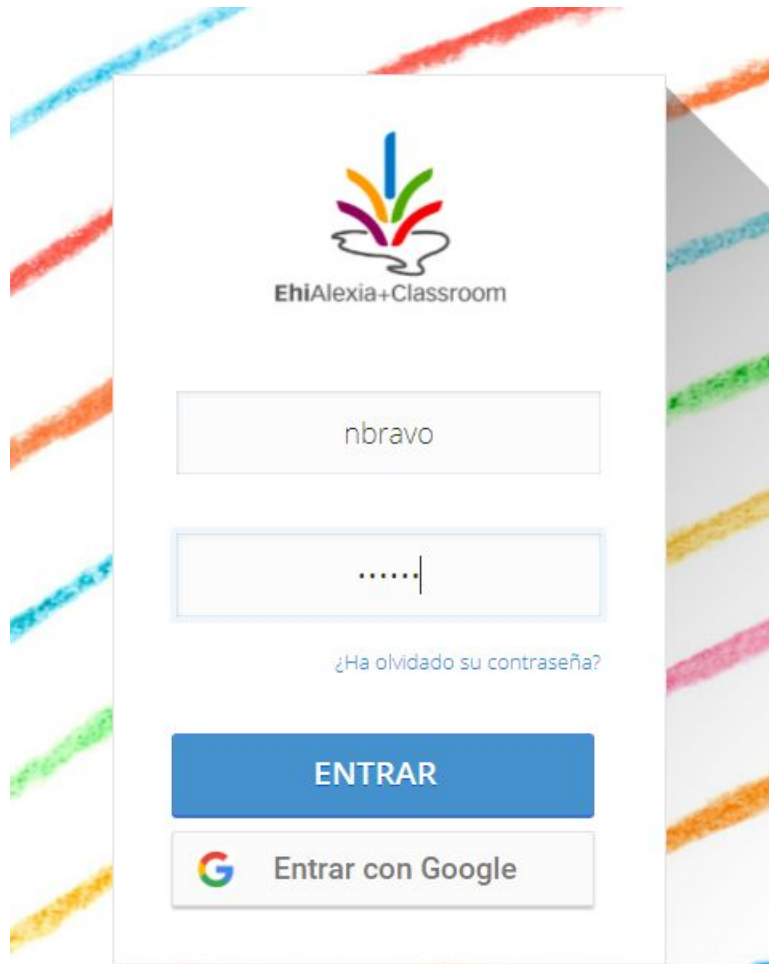 EhiAlexia+Classroom
nbravo
······
¿Ha olvidado su contraseña?
ENTRAR
Entrar con Google